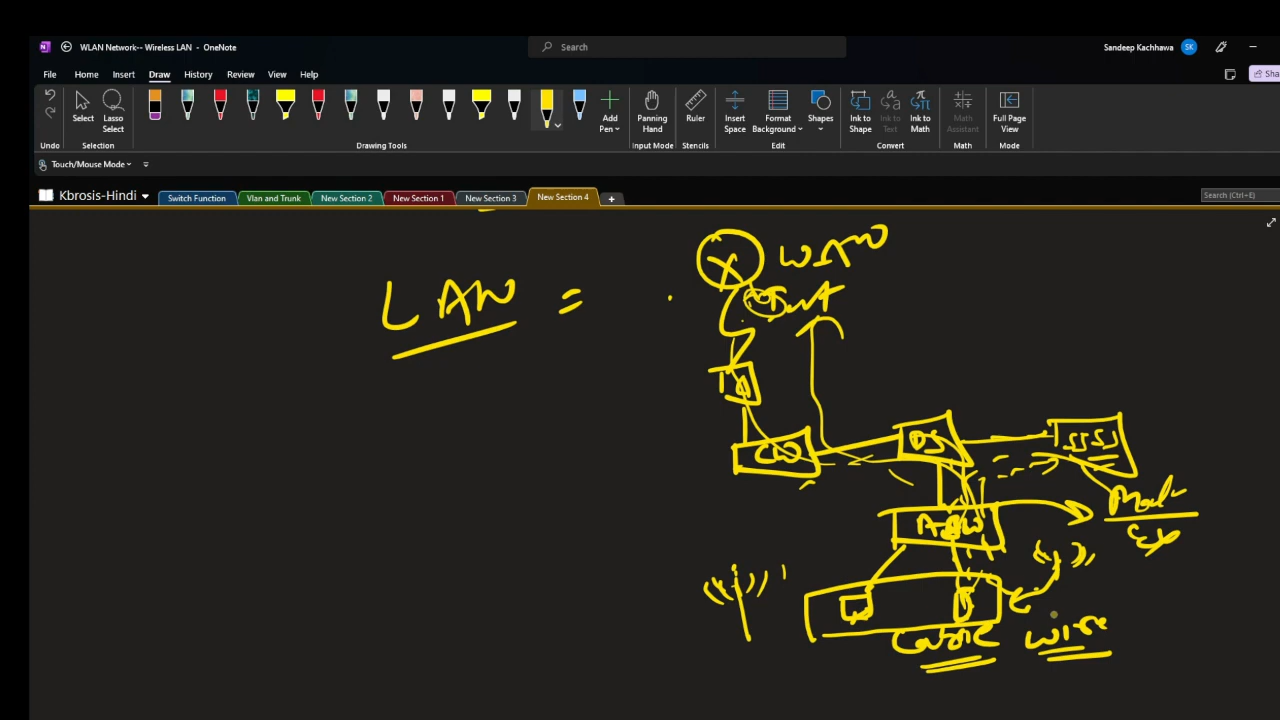 WLAN Network-- Wireless LAN - OneNote
Search
Sandeep Kachhawa SK
File Home Insert Draw History Review View Help
Sha
Select
Lasso Select
Add Pen
Panning Hand
Ruler
Insert Space
Format Background
Shapes
Ink to Shape
Ink to Text
Ink to Math
Math Assistant
Full Page View
Undo Selection Drawing Tools Input Mode Stencils Edit Convert Math Mode
Touch/Mouse Mode
Kbrosis-Hindi Switch Function Vlan and Trunk New Section 2 New Section 1 New Section 3 New Section 4 +
Search (Ctrl+E)
WAN
LAN =
DS
wire